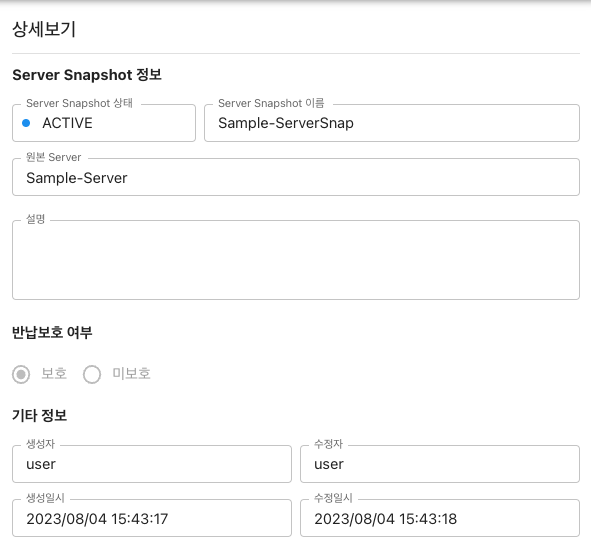 상세보기
Server Snapshot 정보
Server Snapshot 상태
ACTIVE
Server Snapshot 이름
Sample-ServerSnap
원본 Server
Sample-Server
설명
반납보호 여부
보호 미보호
기타 정보
생성자
user
수정자
user
생성일시
2023/08/04 15:43:17
수정일시
2023/08/04 15:43:18